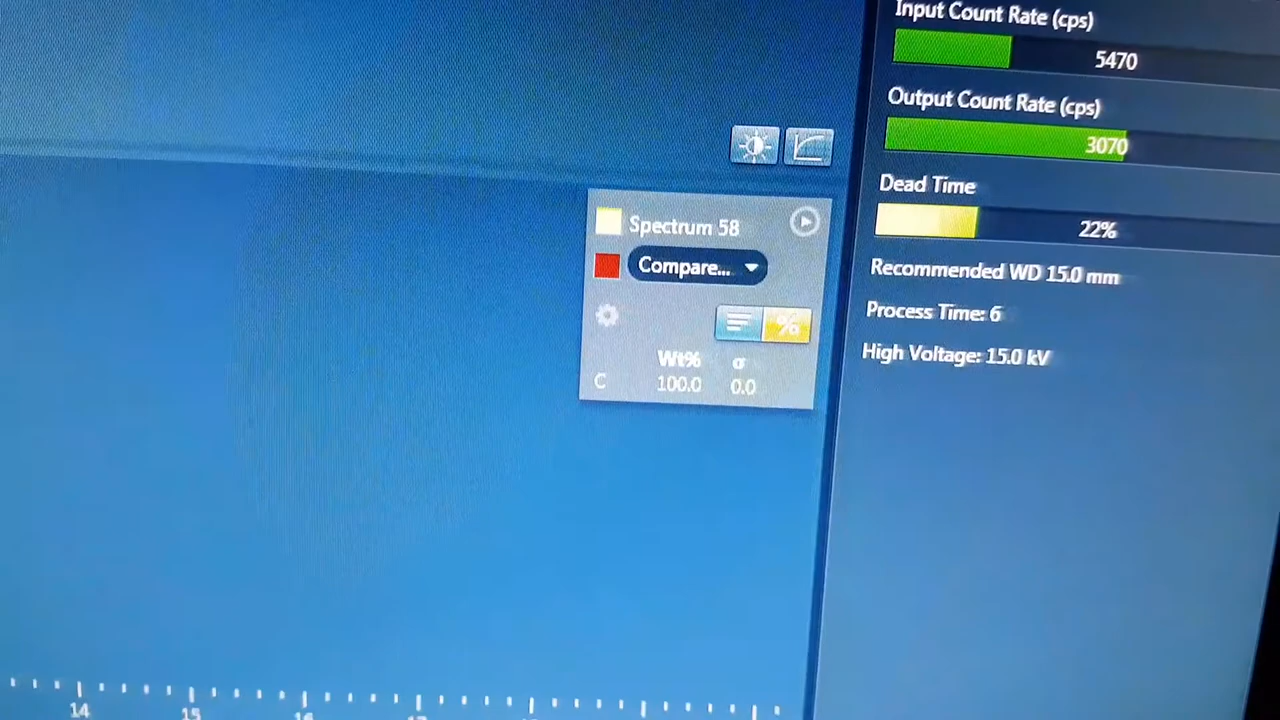 Input Count Rate (cps)
5470
Output Count Rate (cps)
3070
Dead Time
22%
Recommended WD 15.0 mm
Process Time: 6
High Voltage: 15.0 kV
Spectrum 58
Compare...
%
Wt% σ
C 100.0 0.0
14 15 16 17